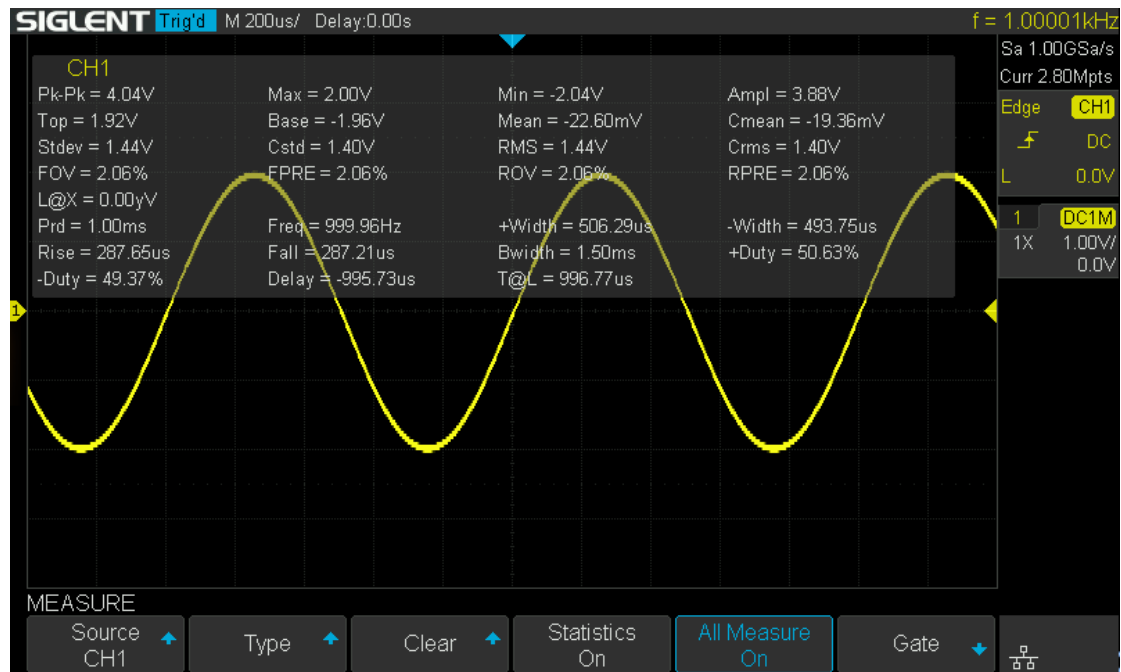 SIGLENT Trig'd M 200us/ Delay:0.00s f = 1.00001kHz
Sa 1.00GSa/s
Curr 2.80Mpts
Edge CH1
DC
L 0.0V
1 DC1M
1X 1.00V/
0.0V
CH1
Pk-Pk = 4.04V Max = 2.00V Min = -2.04V Ampl = 3.88V
Top = 1.92V Base = -1.96V Mean = -22.60mV Cmean = -19.36mV
Stdev = 1.44V Cstd = 1.40V RMS = 1.44V Crms = 1.40V
FOV = 2.06% FPRE = 2.06% ROV = 2.06% RPRE = 2.06%
L@X = 0.00yV
Prd = 1.00ms Freq = 999.96Hz +Width = 506.29us -Width = 493.75us
Rise = 287.65us Fall = 287.21us Bwidth = 1.50ms +Duty = 50.63%
-Duty = 49.37% Delay = -995.73us T@L = 996.77us
1
MEASURE
Source CH1
Type
Clear
Statistics On
All Measure On
Gate